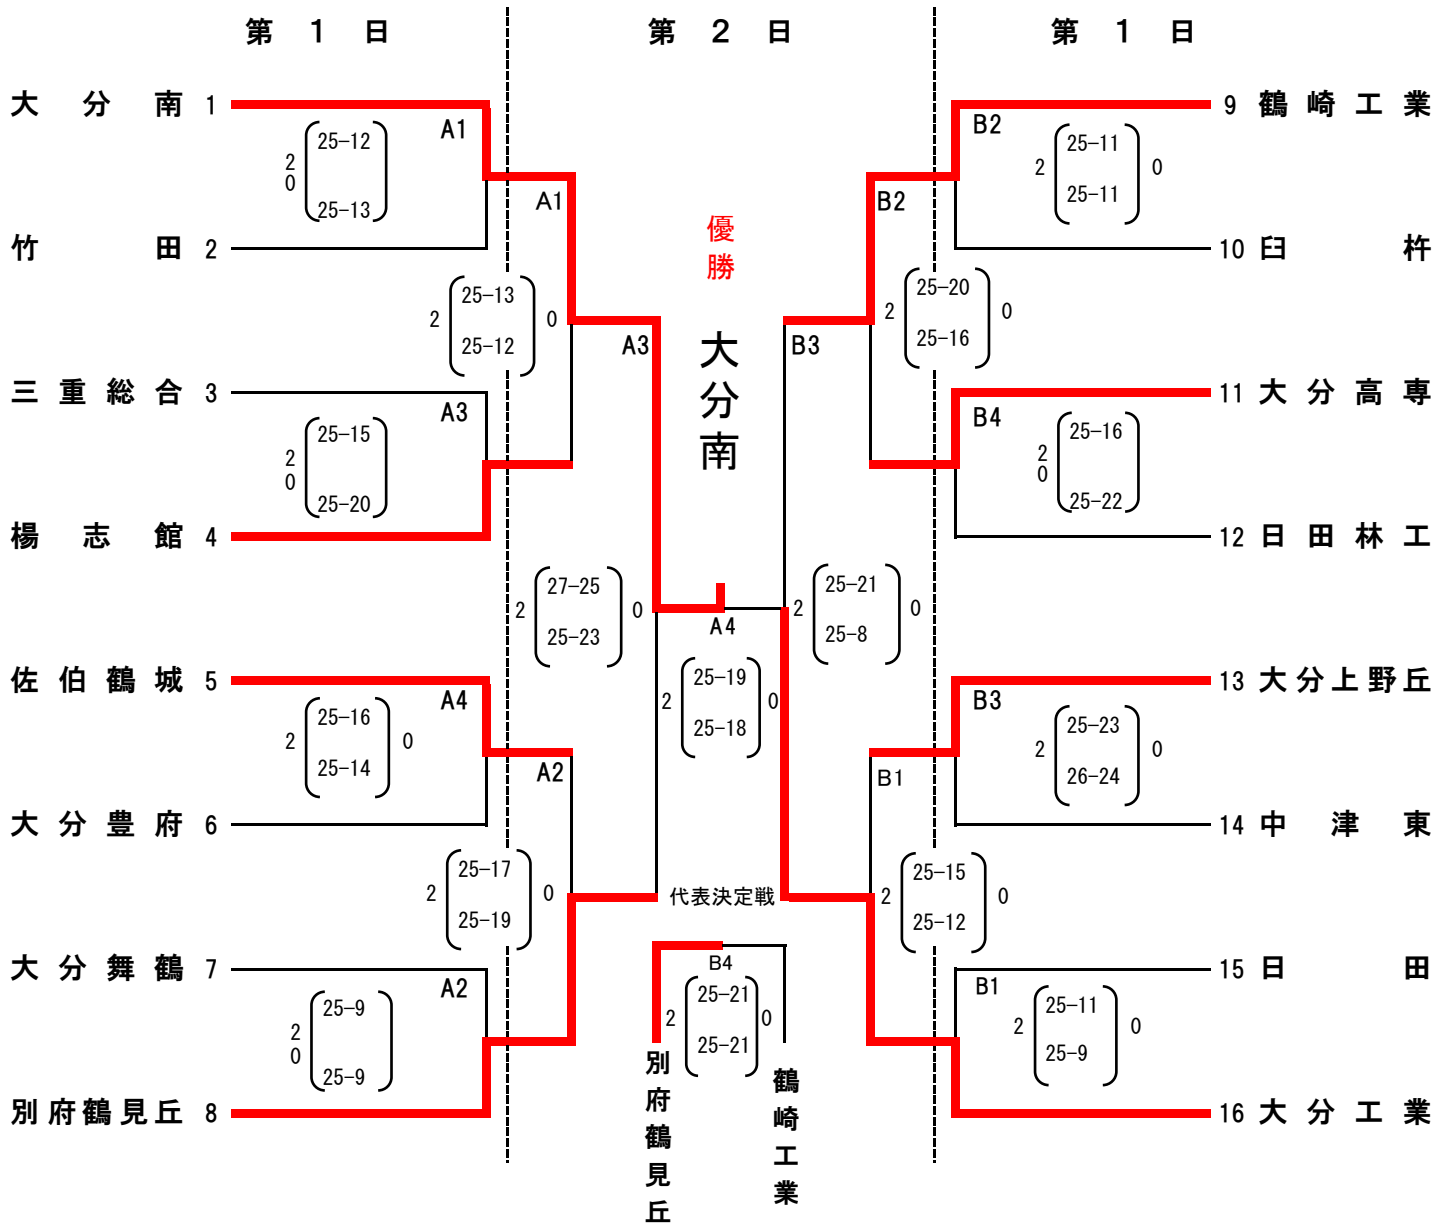 第 1 日
第 2 日
第 1 日
大分南 1
A1
25-12
2
0
25-13
竹田 2
A1
25-13
2 0
25-12
三重総合 3
A3
25-15
2
0
25-20
楊志館 4
A3
27-25
2 0
25-23
佐伯鶴城 5
A4
25-16
2 0
25-14
大分豊府 6
A2
25-17
2 0
25-19
大分舞鶴 7
A2
25-9
2
0
25-9
別府鶴見丘 8
優勝
大分南
A4
25-19
2 0
25-18
代表決定戦
B4
25-21
2 0
25-21
別府鶴見丘
鶴崎工業
9 鶴崎工業
B2
25-11
2 0
25-11
10 臼杵
B2
25-20
2 0
25-16
11 大分高専
B4
25-16
2
0
25-22
12 日田林工
B3
25-21
2 0
25-8
13 大分上野丘
B3
25-23
2 0
26-24
14 中津東
B1
25-15
2 0
25-12
15 日田
B1
25-11
2 0
25-9
16 大分工業